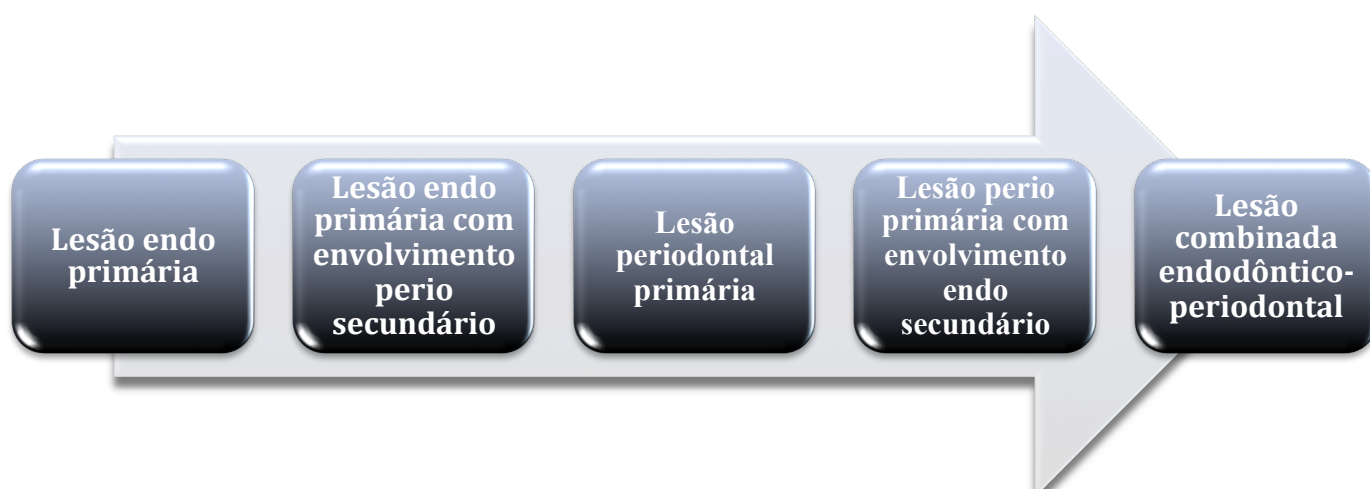 Lesão endo
primária
Lesão endo
primária com
envolvimento
perio
secundário
Lesão
periodontal
primária
Lesão perio
primária com
envolvimento
endo
secundário
Lesão
combinada
endodôntico-
periodontal